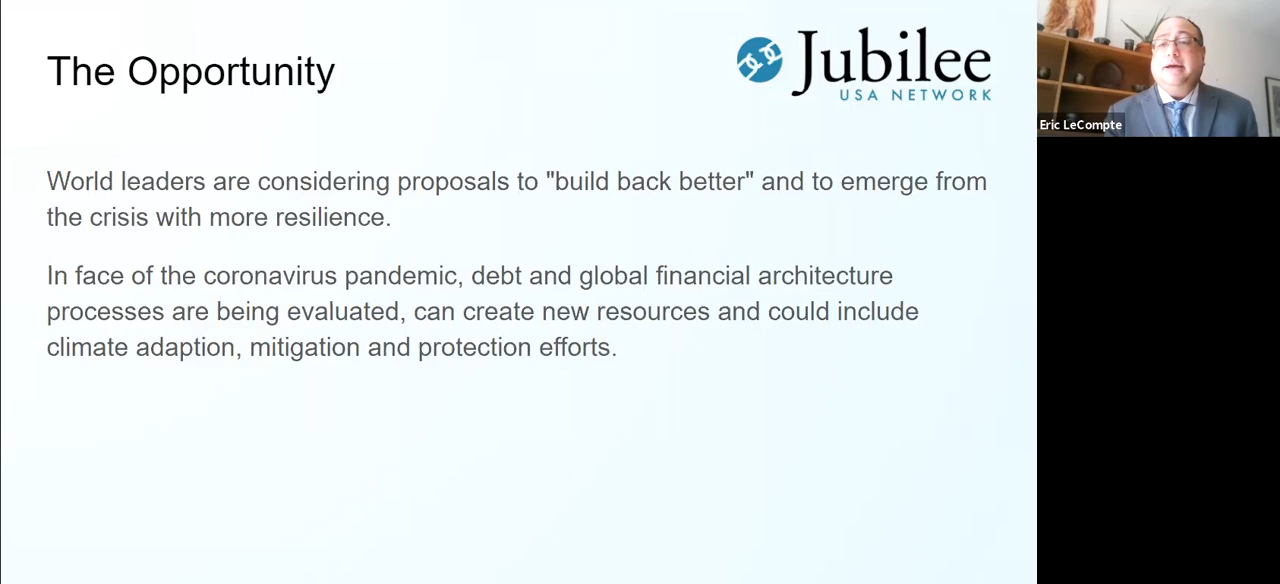 The Opportunity
Jubilee
USA NETWORK
Eric LeCompte
World leaders are considering proposals to "build back better" and to emerge from
the crisis with more resilience.
In face of the coronavirus pandemic, debt and global financial architecture
processes are being evaluated, can create new resources and could include
climate adaption, mitigation and protection efforts.